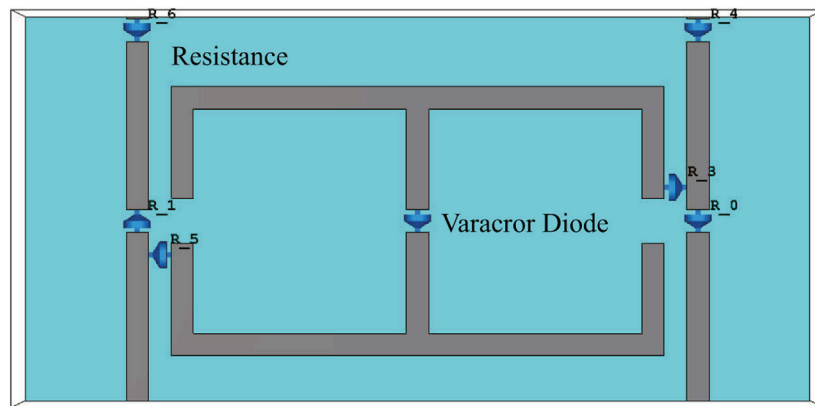 R_6
R_4
Resistance
R_3
R_1
R_0
Varacror Diode
R_5